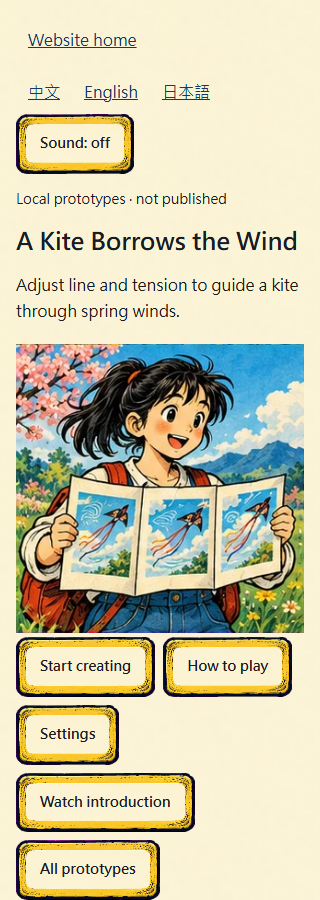 Website home
中文 English 日本語
Sound: off
Local prototypes · not published
A Kite Borrows the Wind
Adjust line and tension to guide a kite
through spring winds.
Start creating How to play
Settings
Watch introduction
All prototypes